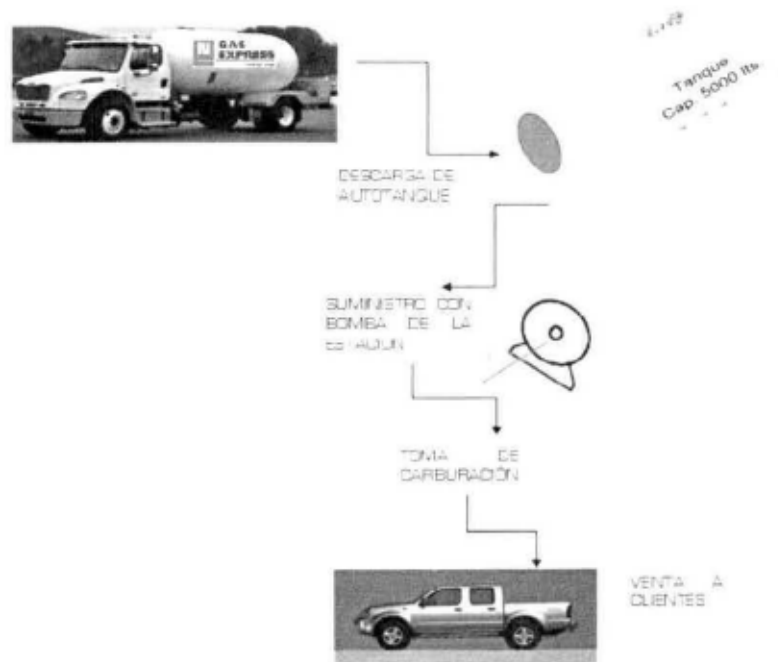 GAS
EXPRESS
Tanque
Cap. 5000 lts.
DESCARGA DE
AUTOTANQUE
SUMINISTRO CON
BOMBA DE LA
ESTACION
TOMA DE
CARBURACIÓN
VENTA A
CLIENTES